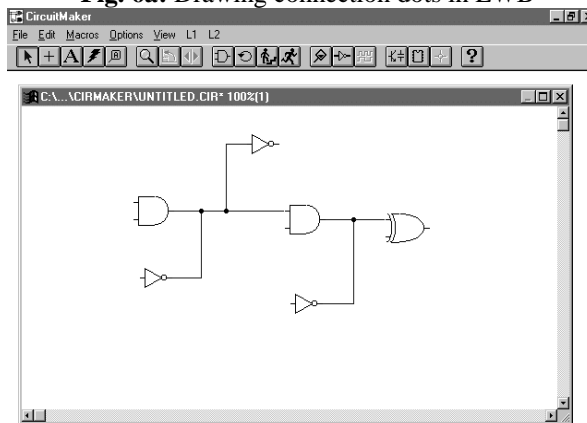 Fig. 6a: Drawing connection dots in EWB
CircuitMaker
File Edit Macros Options View L1 L2
A
?
C:\...\CIRMAKER\UNTITLED.CIR* 100%(1)